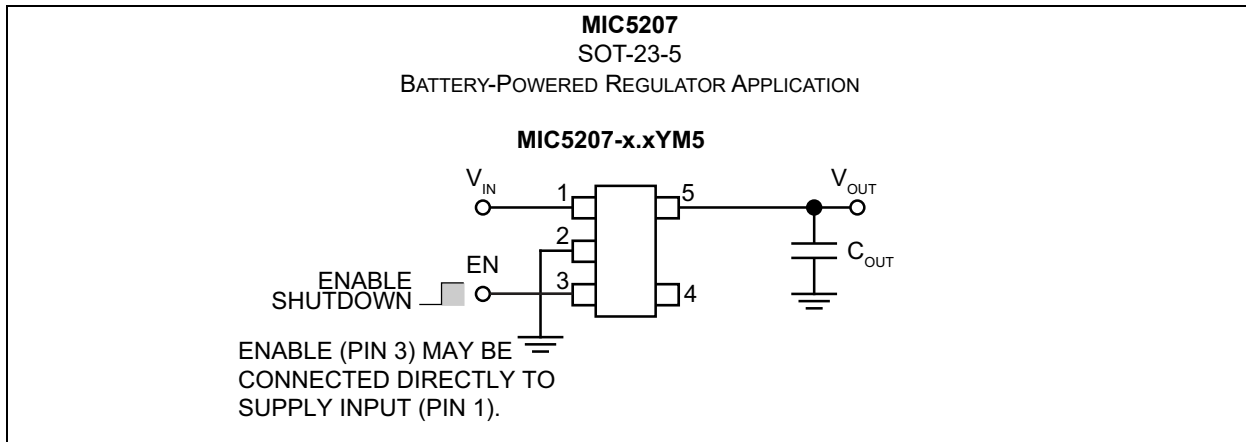 MIC5207
SOT-23-5
BATTERY-POWERED REGULATOR APPLICATION
MIC5207-x.xYM5
VIN
1
5
VOUT
2
COUT
EN
ENABLE
SHUTDOWN
3
4
ENABLE (PIN 3) MAY BE
CONNECTED DIRECTLY TO
SUPPLY INPUT (PIN 1).